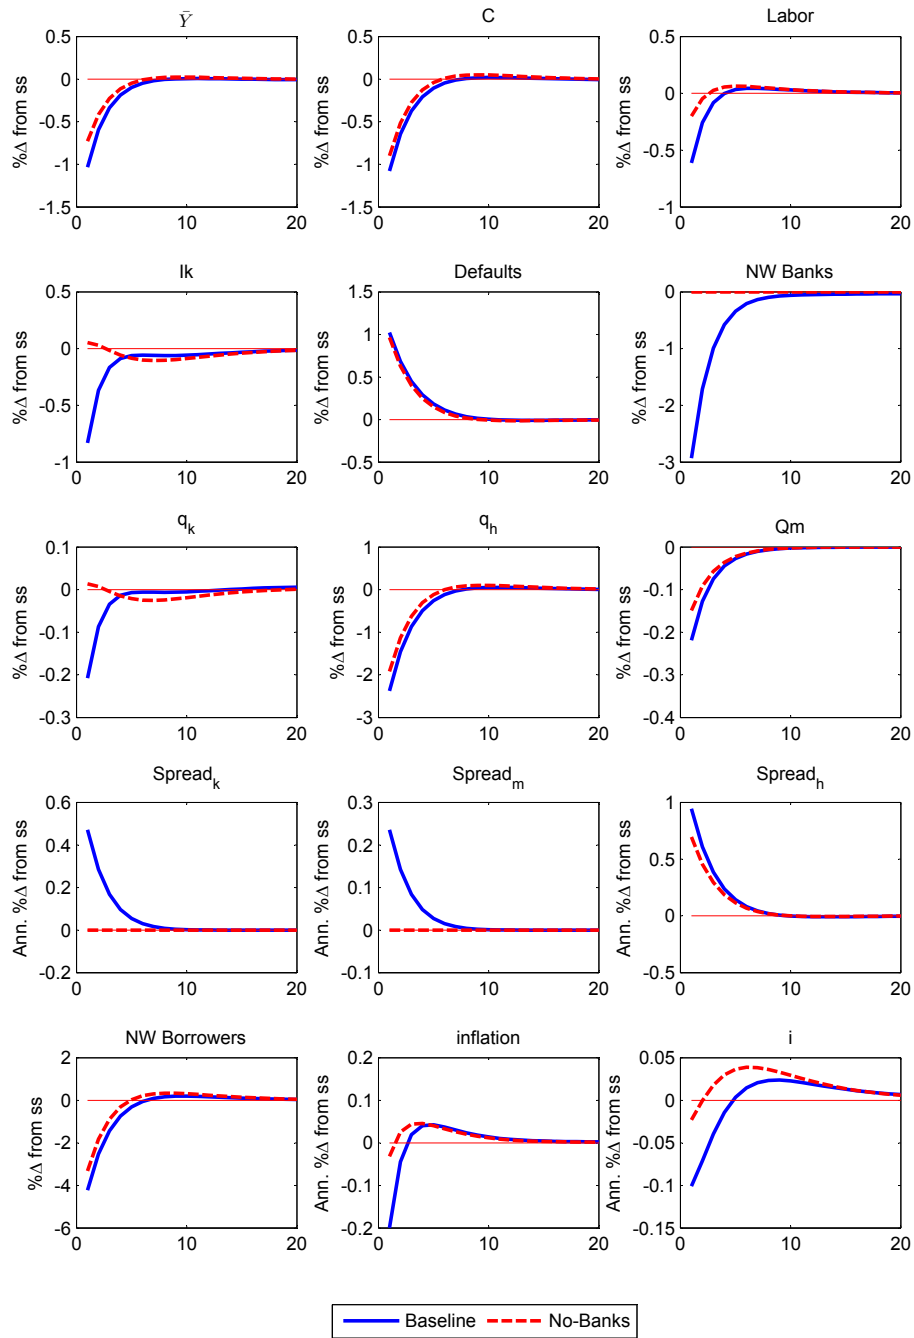 Ȳ
C
Labor
%Δ from ss
0.5
0
-0.5
-1
-1.5
0 10 20
%Δ from ss
0.5
0
-0.5
-1
-1.5
0 10 20
%Δ from ss
0.5
0
-0.5
-1
0 10 20
Ik
Defaults
NW Banks
%Δ from ss
0.5
0
-0.5
-1
0 10 20
%Δ from ss
1.5
1
0.5
0
-0.5
0 10 20
%Δ from ss
0
-1
-2
-3
0 10 20
q_k
q_h
Qm
%Δ from ss
0.1
0
-0.1
-0.2
-0.3
0 10 20
%Δ from ss
1
0
-1
-2
-3
0 10 20
%Δ from ss
0
-0.1
-0.2
-0.3
-0.4
0 10 20
Spread_k
Spread_m
Spread_h
Ann. %Δ from ss
0.6
0.4
0.2
0
-0.2
0 10 20
Ann. %Δ from ss
0.3
0.2
0.1
0
-0.1
0 10 20
Ann. %Δ from ss
1
0.5
0
-0.5
0 10 20
NW Borrowers
inflation
i
%Δ from ss
2
0
-2
-4
-6
0 10 20
Ann. %Δ from ss
0.2
0.1
0
-0.1
-0.2
0 10 20
Ann. %Δ from ss
0.05
0
-0.05
-0.1
-0.15
0 10 20
Baseline No-Banks